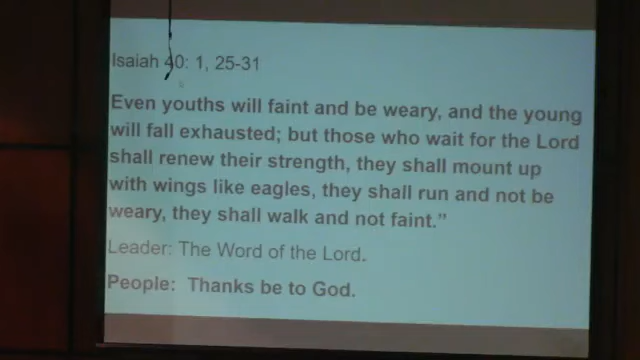 Isaiah 40: 1, 25-31
Even youths will faint and be weary, and the young
will fall exhausted; but those who wait for the Lord
shall renew their strength, they shall mount up
with wings like eagles, they shall run and not be
weary, they shall walk and not faint.”
Leader: The Word of the Lord.
People: Thanks be to God.